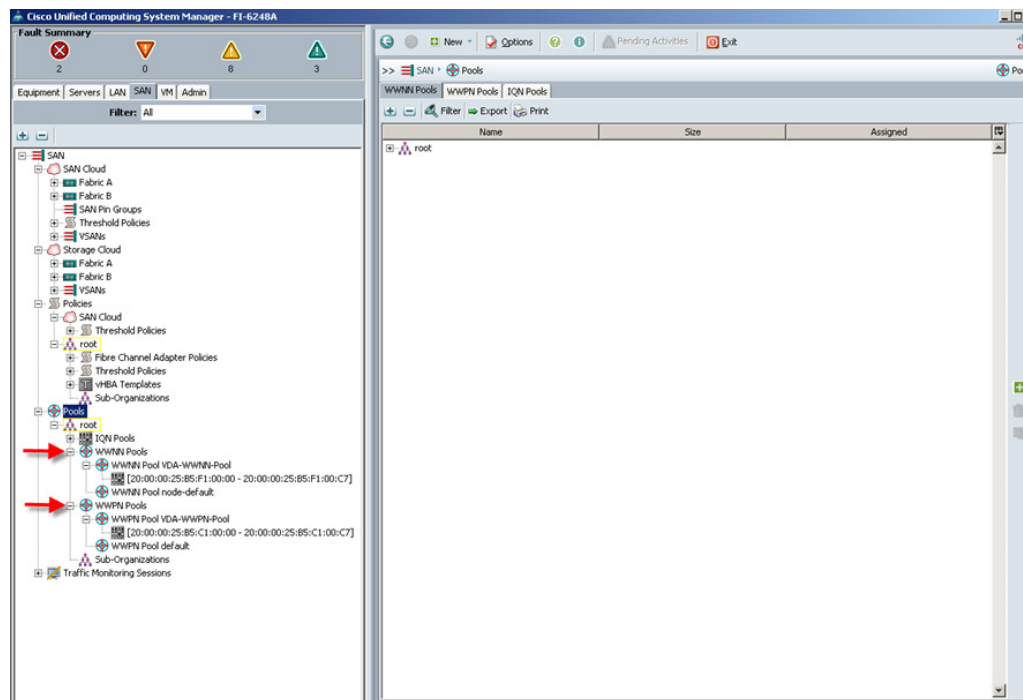 Cisco Unified Computing System Manager - FI-6248A
Fault Summary
2 0 8 3
Equipment Servers LAN SAN VM Admin
Filter: All
SAN
SAN Cloud
Fabric A
Fabric B
SAN Pin Groups
Threshold Policies
VSANs
Storage Cloud
Fabric A
Fabric B
VSANs
Policies
SAN Cloud
Threshold Policies
root
Fibre Channel Adapter Policies
Threshold Policies
vHBA Templates
Sub-Organizations
Pools
root
IQN Pools
WWNN Pools
WWNN Pool VDA-WWNN-Pool
[20:00:00:25:B5:F1:00:00 - 20:00:00:25:B5:F1:00:C7]
WWNN Pool node-default
WWPN Pools
WWPN Pool VDA-WWPN-Pool
[20:00:00:25:B5:C1:00:00 - 20:00:00:25:B5:C1:00:C7]
WWPN Pool default
Sub-Organizations
Traffic Monitoring Sessions
New Options Pending Activities Exit
>> SAN Pools
Po
WWNN Pools WWPN Pools IQN Pools
Filter Export Print
Name Size Assigned
root